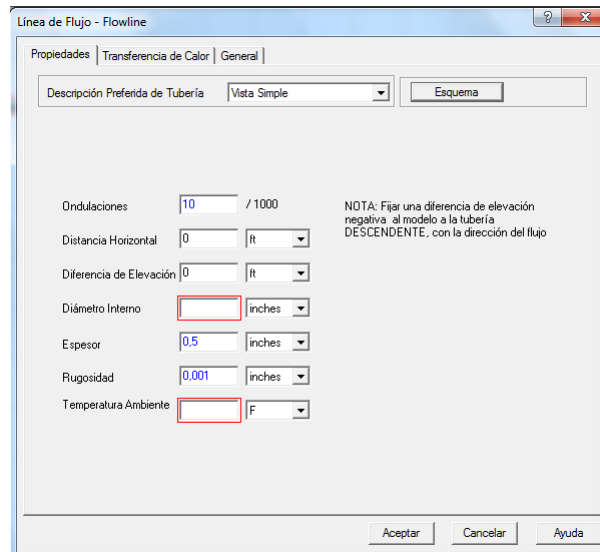 Línea de Flujo - Flowline
?
X
Propiedades Transferencia de Calor General
Descripción Preferida de Tubería Vista Simple Esquema
Ondulaciones 10 / 1000
NOTA: Fijar una diferencia de elevación
negativa al modelo a la tubería
DESCENDENTE, con la dirección del flujo
Distancia Horizontal 0 ft
Diferencia de Elevación 0 ft
Diámetro Interno inches
Espesor 0,5 inches
Rugosidad 0,001 inches
Temperatura Ambiente F
Aceptar Cancelar Ayuda